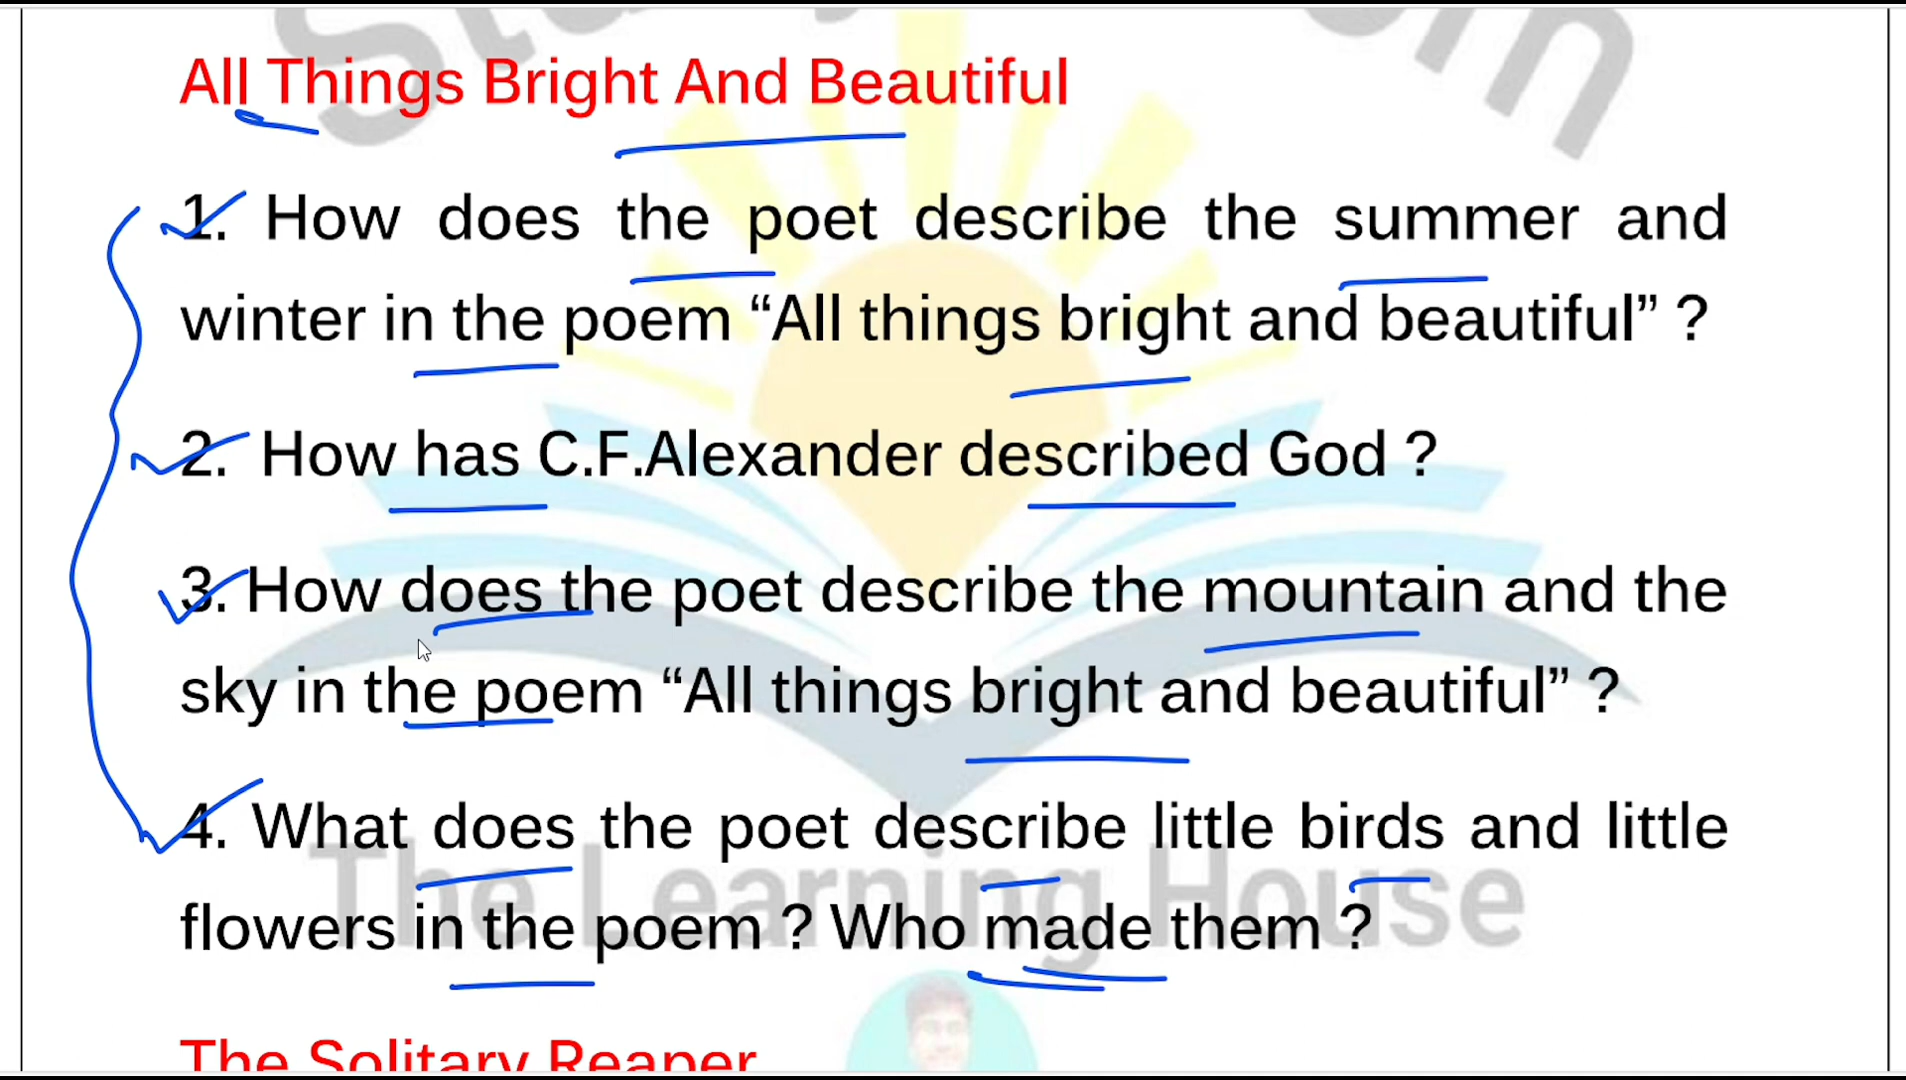 All Things Bright And Beautiful
1. How does the poet describe the summer and
winter in the poem “All things bright and beautiful” ?
2. How has C.F.Alexander described God ?
3. How does the poet describe the mountain and the
sky in the poem “All things bright and beautiful” ?
4. What does the poet describe little birds and little
flowers in the poem ? Who made them ?
The Learning House
The Solitary Reaper